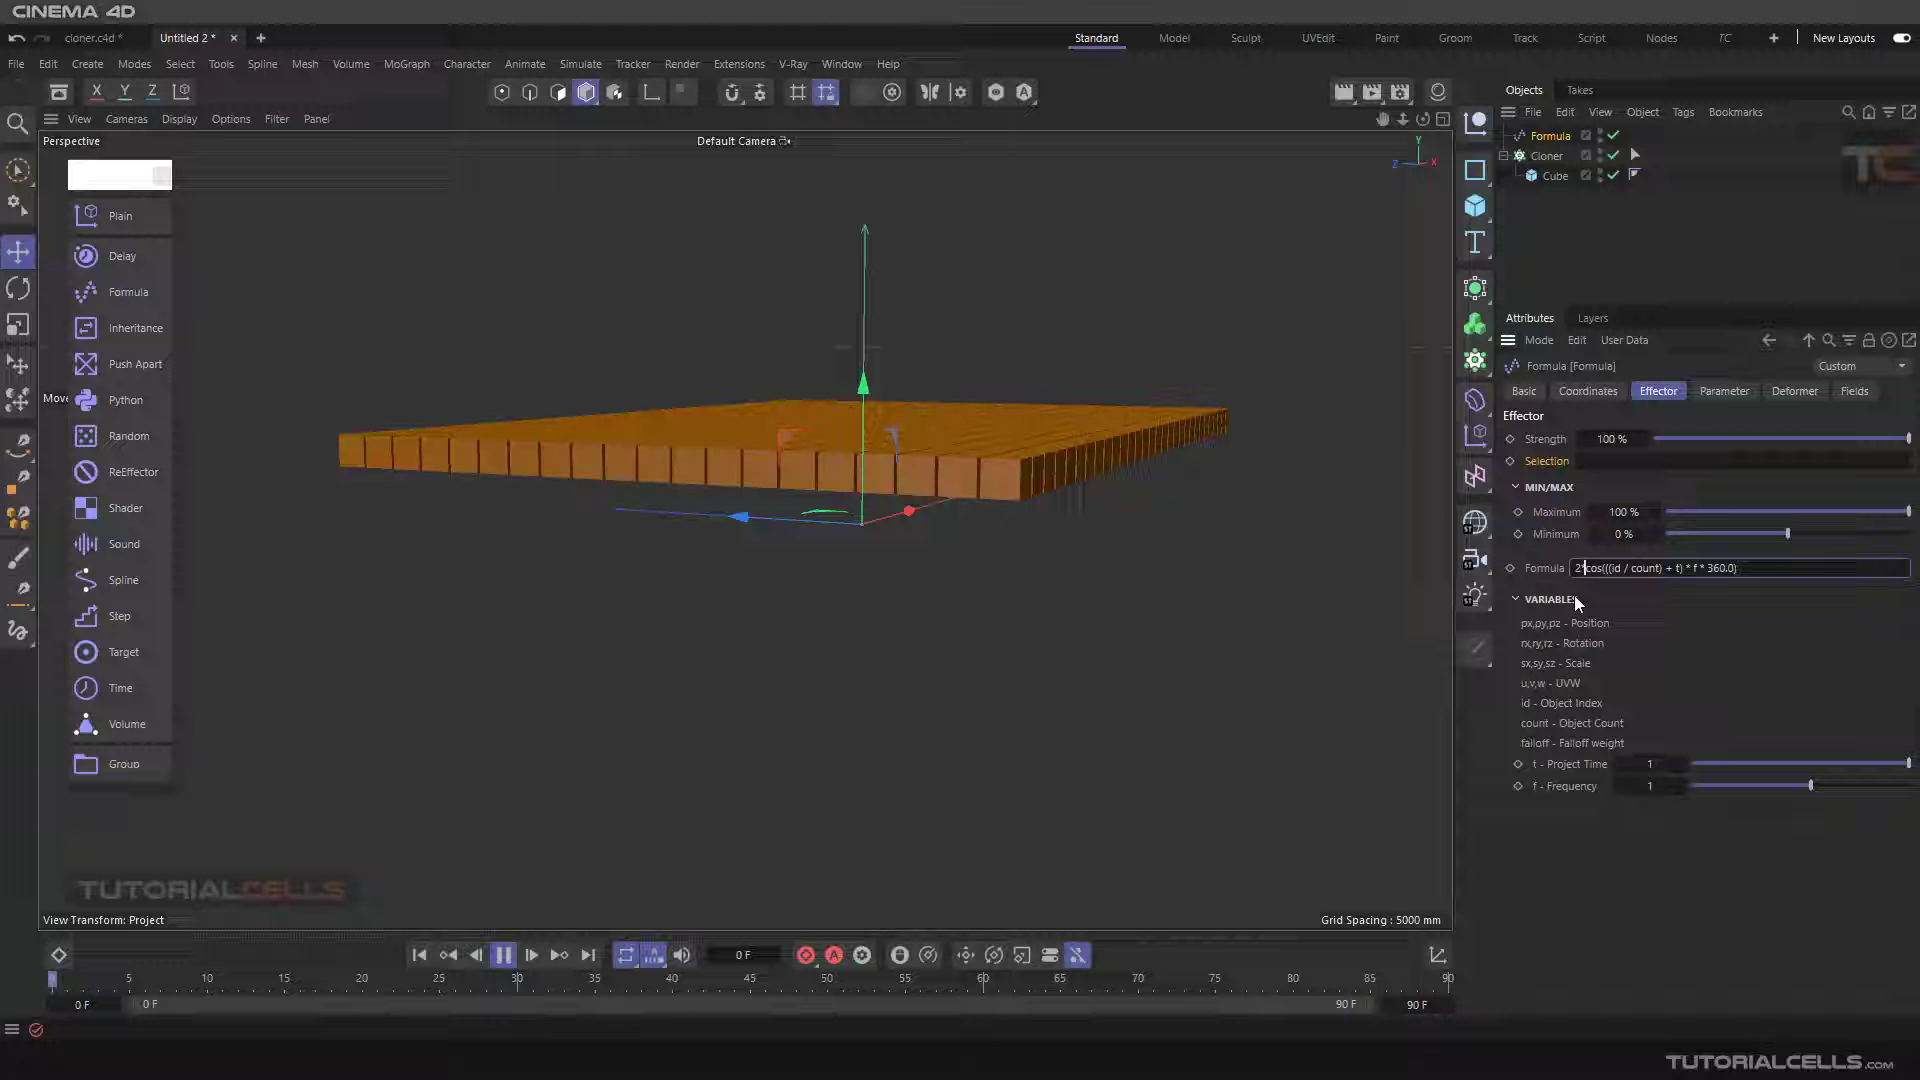 CINEMA 4D
cloner.c4d *
Untitled 2 *
Standard
Model
Sculpt
UVEdit
Paint
Groom
Track
Script
Nodes
TC
New Layouts
File Edit Create Modes Select Tools Spline Mesh Volume MoGraph Character Animate Simulate Tracker Render Extensions V-Ray Window Help
X Y Z
View Cameras Display Options Filter Panel
Perspective
Default Camera
Y
Z
X
Plain
Delay
Formula
Inheritance
Push Apart
Move
Python
Random
ReEffector
Shader
Sound
Spline
Step
Target
Time
Volume
Group
TUTORIALCELLS
View Transform: Project
Grid Spacing : 5000 mm
Objects Takes
File Edit View Object Tags Bookmarks
Formula
Cloner
Cube
TC
Attributes Layers
Mode Edit User Data
Formula [Formula]
Custom
Basic Coordinates Effector Parameter Deformer Fields
Effector
Strength 100 %
Selection
MIN/MAX
Maximum 100 %
Minimum 0 %
Formula 2*cos(((id / count) + t) * f * 360.0)
VARIABLES
px,py,pz - Position
rx,ry,rz - Rotation
sx,sy,sz - Scale
u,v,w - UVW
id - Object Index
count - Object Count
falloff - Falloff weight
t - Project Time 1
f - Frequency 1
0 F
5 10 15 20 25 30 35 40 45 50 55 60 65 70 75 80 85 90
0 F
0 F
90 F
90 F
TUTORIALCELLS.COM